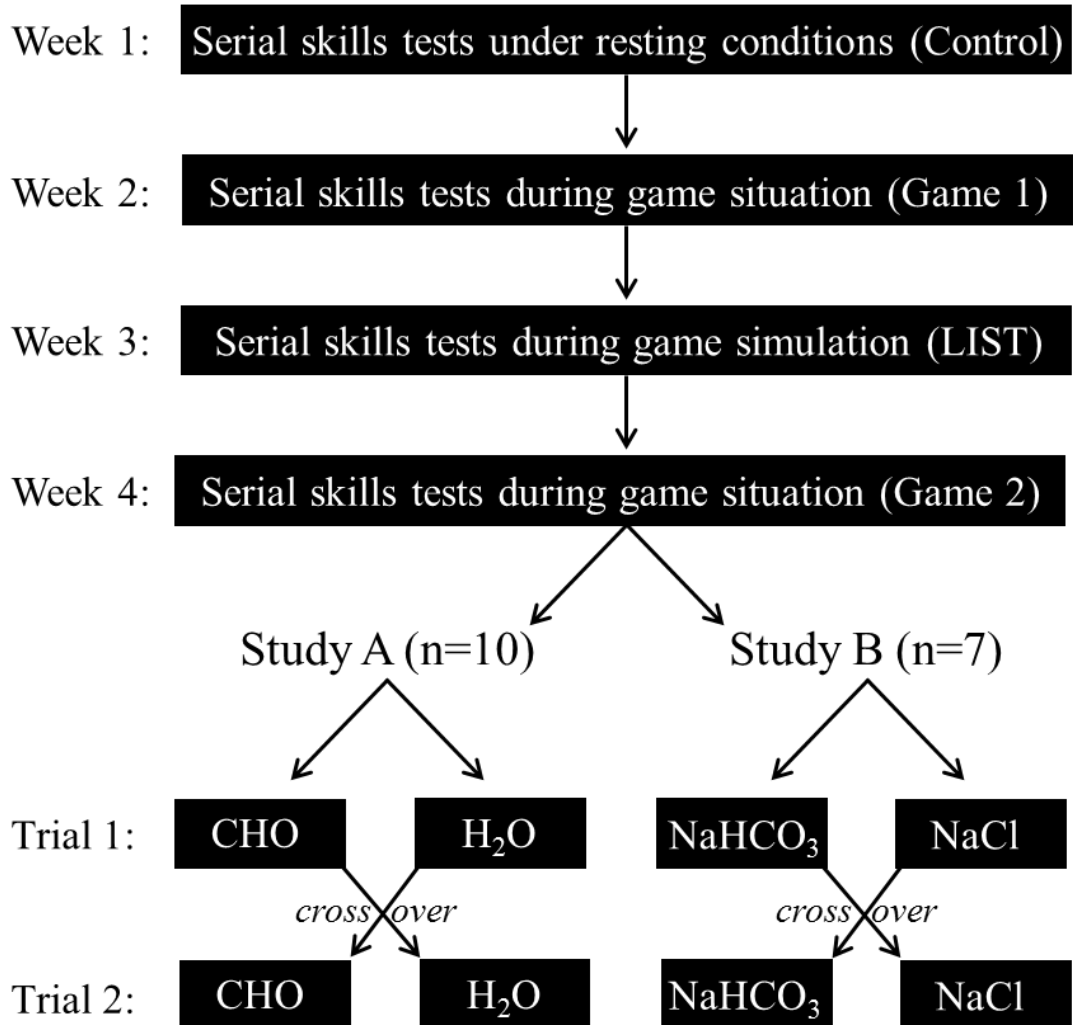 Week 1: Serial skills tests under resting conditions (Control)
Week 2: Serial skills tests during game situation (Game 1)
Week 3: Serial skills tests during game simulation (LIST)
Week 4: Serial skills tests during game situation (Game 2)
Study A (n=10) Study B (n=7)
Trial 1: CHO H₂O NaHCO₃ NaCl
cross over cross over
Trial 2: CHO H₂O NaHCO₃ NaCl